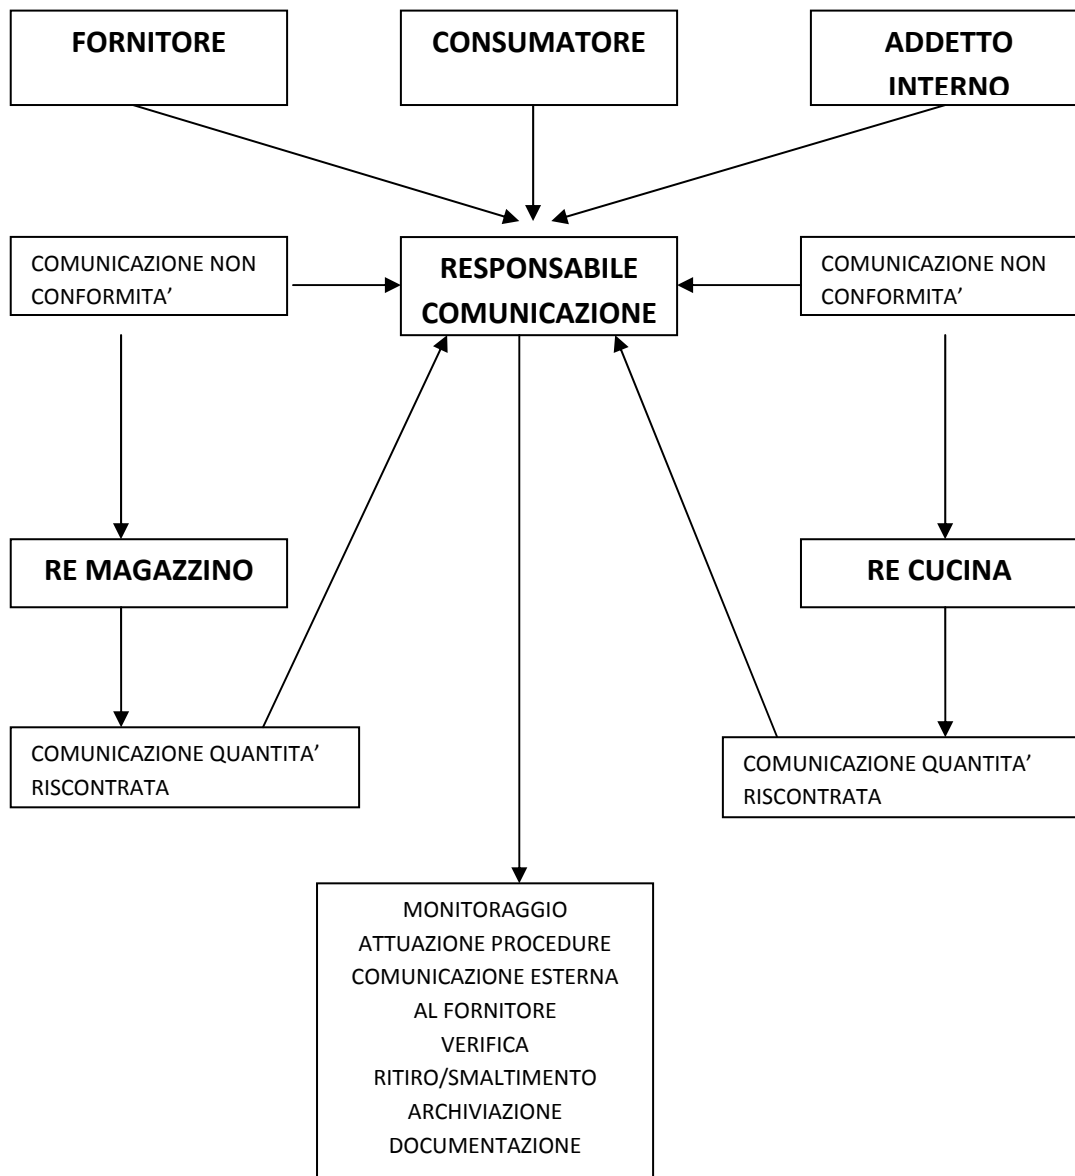 FORNITORE
CONSUMATORE
ADDETTO
INTERNO
COMUNICAZIONE NON
CONFORMITA’
RESPONSABILE
COMUNICAZIONE
COMUNICAZIONE NON
CONFORMITA’
RE MAGAZZINO
RE CUCINA
COMUNICAZIONE QUANTITA’
RISCONTRATA
COMUNICAZIONE QUANTITA’
RISCONTRATA
MONITORAGGIO
ATTUAZIONE PROCEDURE
COMUNICAZIONE ESTERNA
AL FORNITORE
VERIFICA
RITIRO/SMALTIMENTO
ARCHIVIAZIONE
DOCUMENTAZIONE